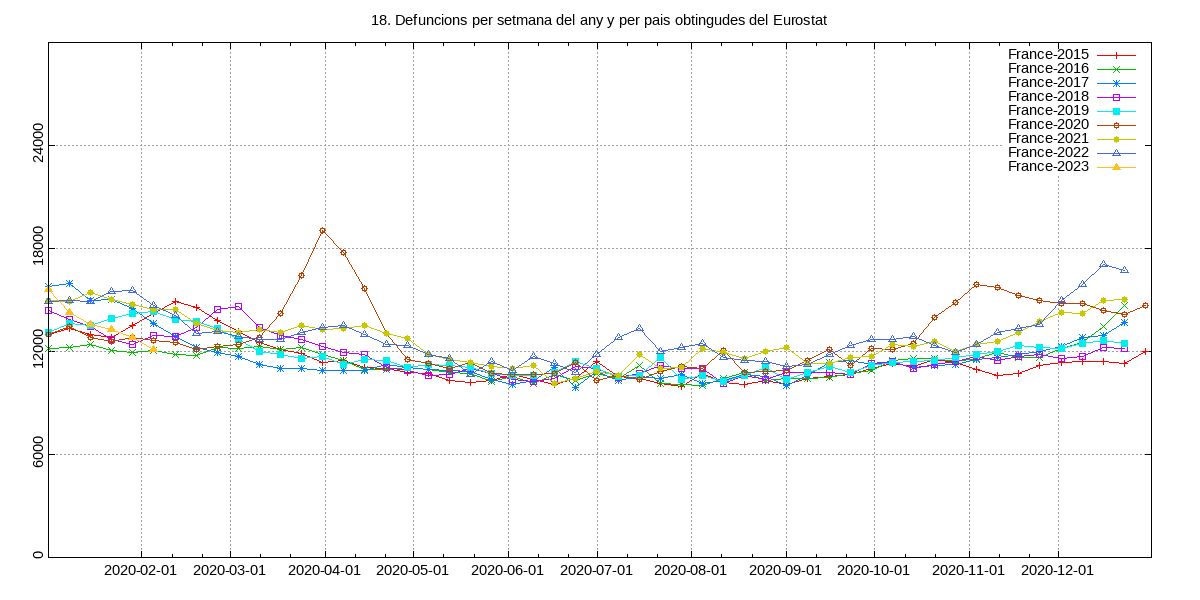 18. Defuncions per setmana del any y per pais obtingudes del Eurostat
France-2015
France-2016
France-2017
France-2018
France-2019
France-2020
France-2021
France-2022
France-2023
24000
18000
12000
6000
0
2020-02-01 2020-03-01 2020-04-01 2020-05-01 2020-06-01 2020-07-01 2020-08-01 2020-09-01 2020-10-01 2020-11-01 2020-12-01